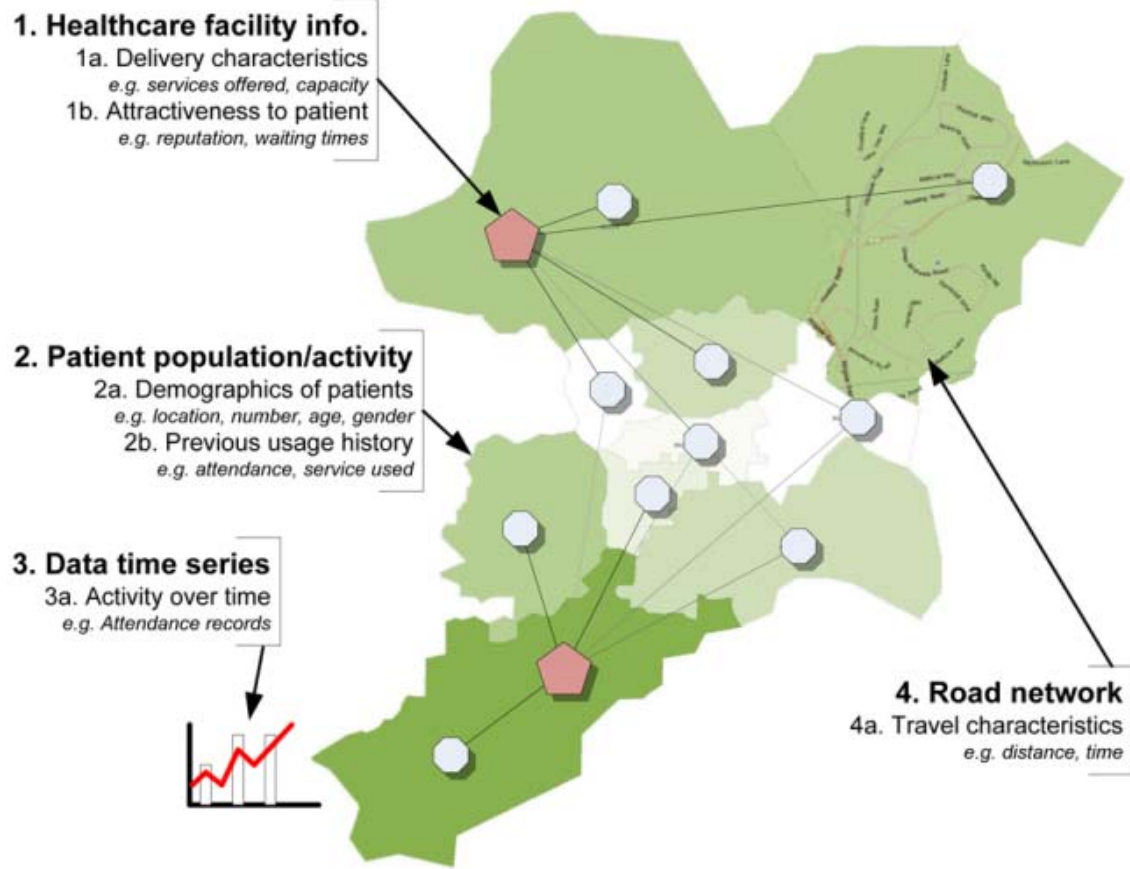 1. Healthcare facility info.
1a. Delivery characteristics
e.g. services offered, capacity
1b. Attractiveness to patient
e.g. reputation, waiting times
2. Patient population/activity
2a. Demographics of patients
e.g. location, number, age, gender
2b. Previous usage history
e.g. attendance, service used
3. Data time series
3a. Activity over time
e.g. Attendance records
4. Road network
4a. Travel characteristics
e.g. distance, time